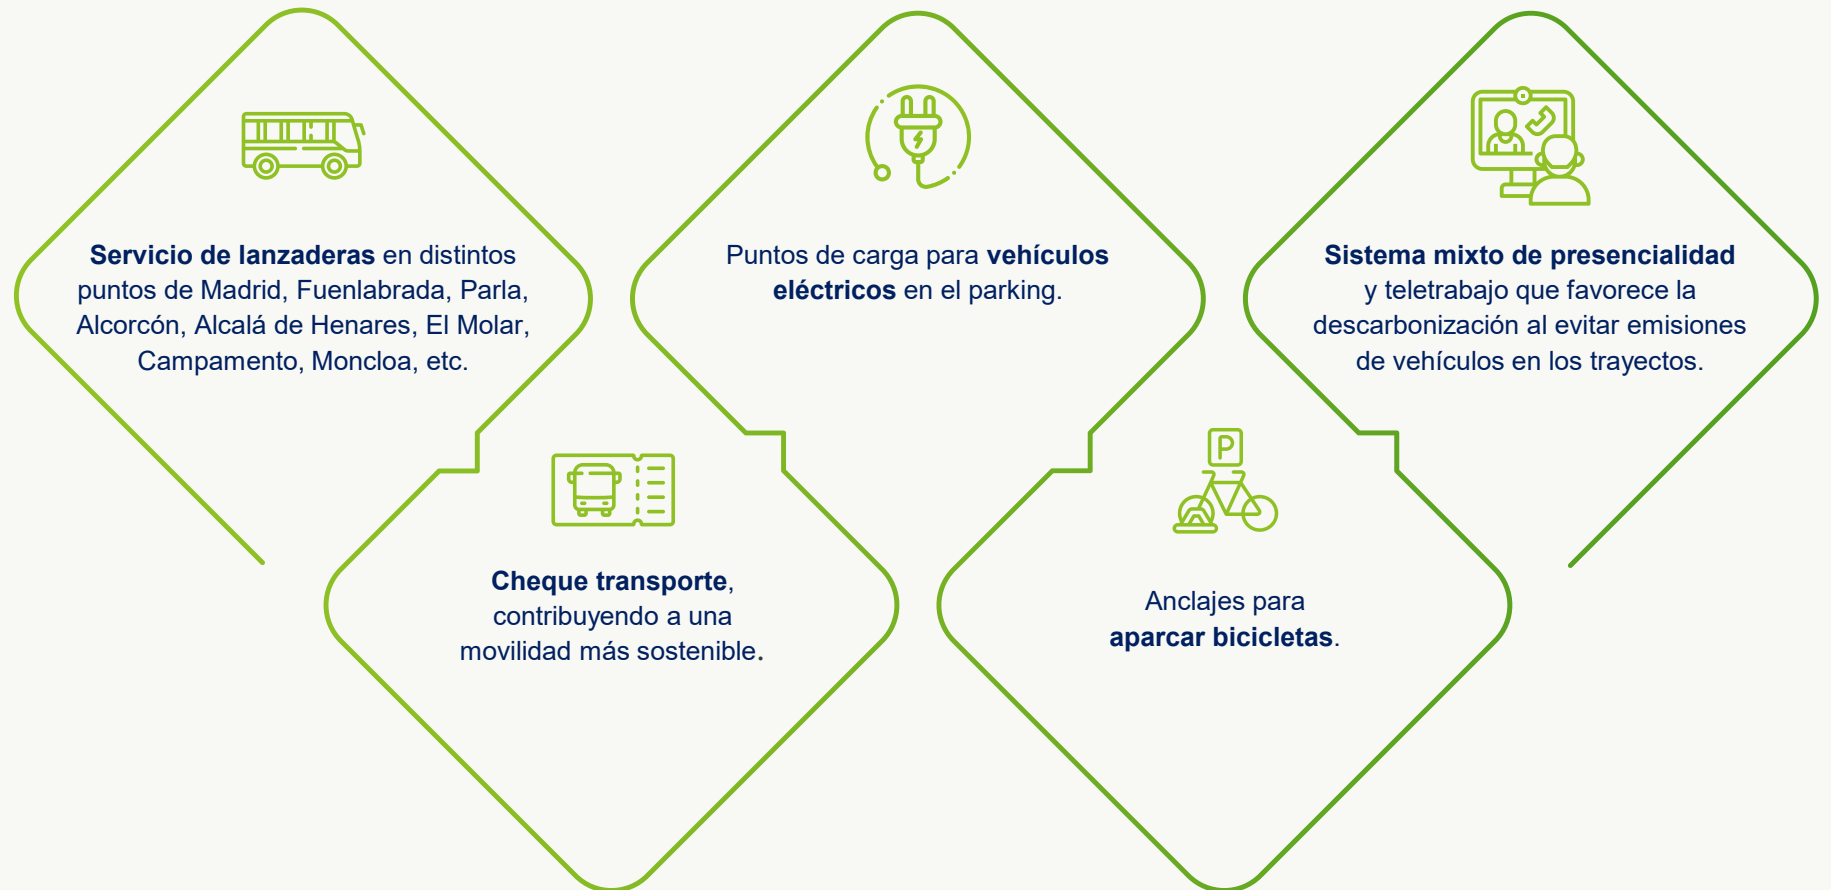 Servicio de lanzaderas en distintos
puntos de Madrid, Fuenlabrada, Parla,
Alcorcón, Alcalá de Henares, El Molar,
Campamento, Moncloa, etc.
Cheque transporte,
contribuyendo a una
movilidad más sostenible.
Puntos de carga para vehículos
eléctricos en el parking.
P
Anclajes para
aparcar bicicletas.
Sistema mixto de presencialidad
y teletrabajo que favorece la
descarbonización al evitar emisiones
de vehículos en los trayectos.